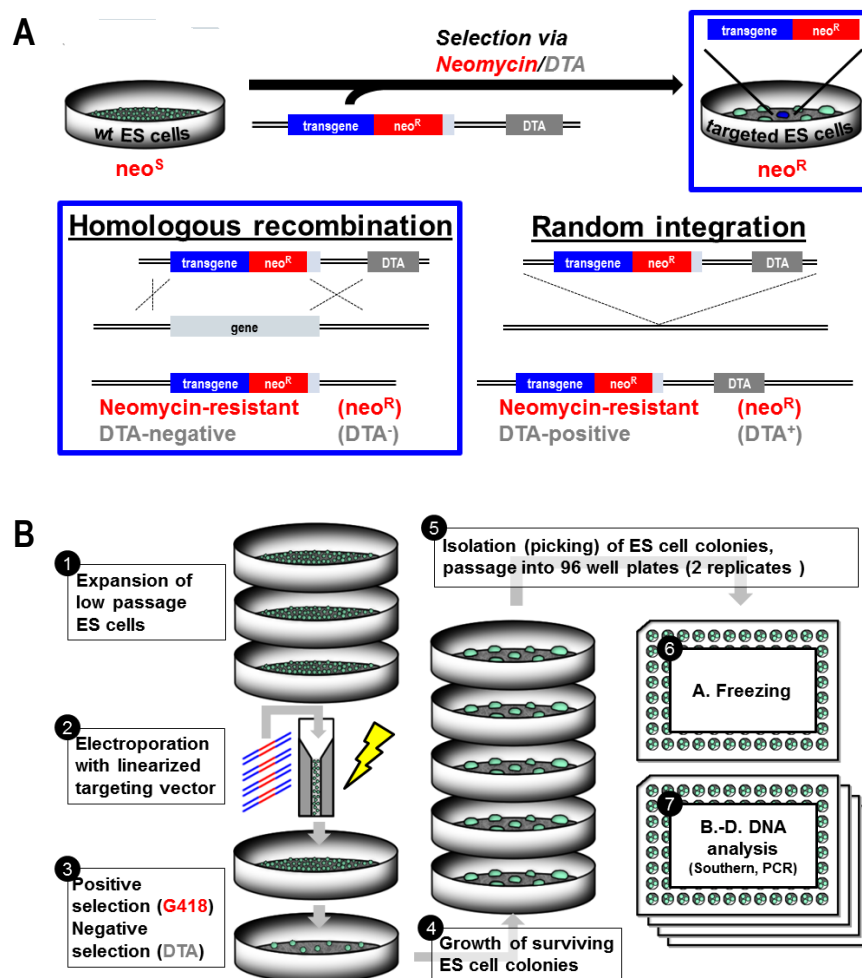 A
Selection via
Neomycin/DTA
transgene neoᴿ
wt ES cells
neoˢ
transgene neoᴿ DTA
targeted ES cells
neoᴿ
Homologous recombination
transgene neoᴿ DTA
gene
transgene neoᴿ
Neomycin-resistant (neoᴿ)
DTA-negative (DTA⁻)
Random integration
transgene neoᴿ DTA
transgene neoᴿ DTA
Neomycin-resistant (neoᴿ)
DTA-positive (DTA⁺)
B
1
Expansion of
low passage
ES cells
2
Electroporation
with linearized
targeting vector
3
Positive
selection (G418)
Negative
selection (DTA)
4
Growth of surviving
ES cell colonies
5
Isolation (picking) of ES cell colonies,
passage into 96 well plates (2 replicates )
6
A. Freezing
7
B.-D. DNA
analysis
(Southern, PCR)